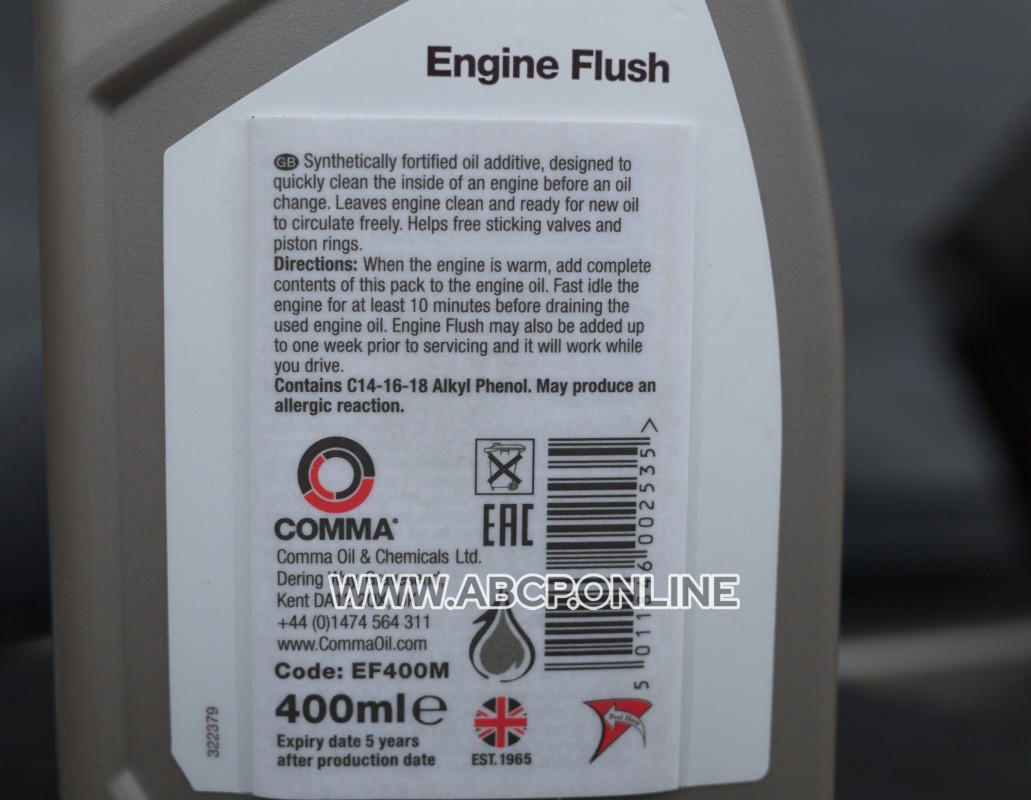 Engine Flush
GB Synthetically fortified oil additive, designed to
quickly clean the inside of an engine before an oil
change. Leaves engine clean and ready for new oil
to circulate freely. Helps free sticking valves and
piston rings.
Directions: When the engine is warm, add complete
contents of this pack to the engine oil. Fast idle the
engine for at least 10 minutes before draining the
used engine oil. Engine Flush may also be added up
to one week prior to servicing and it will work while
you drive.
Contains C14-16-18 Alkyl Phenol. May produce an
allergic reaction.
COMMA®
EAC
Comma Oil & Chemicals Ltd.
Dering
Kent
WWW.ABCP.ONLINE
+44 (0)1474 564 311
www.CommaOil.com
Code: EF400M
400ml e
Expiry date 5 years
after production date
EST.1965
322379